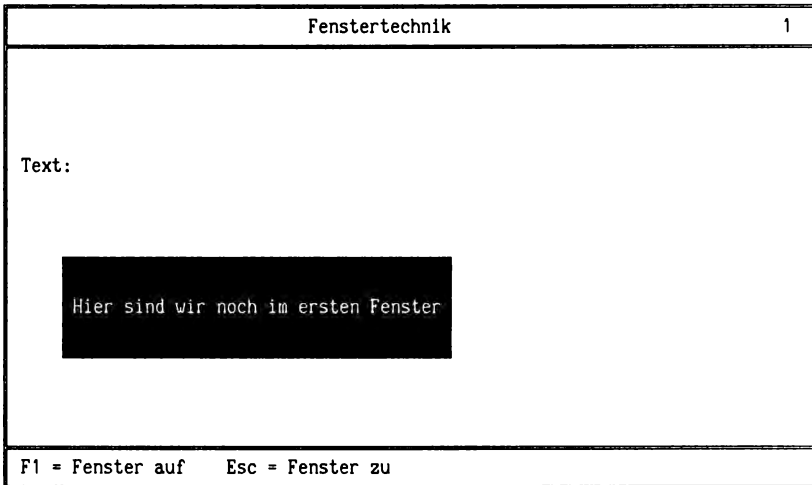 Fenstertechnik 1
Text:
Hier sind wir noch im ersten Fenster
F1 = Fenster auf Esc = Fenster zu